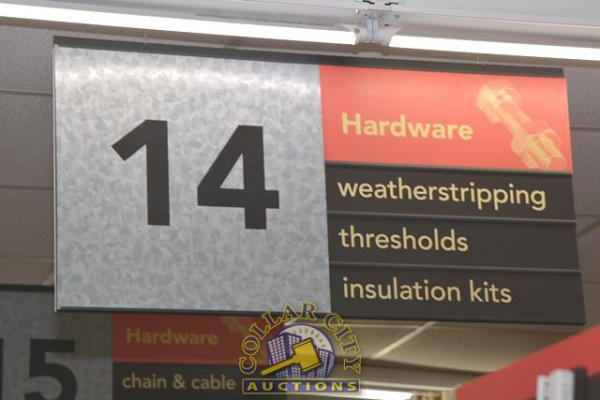 14
Hardware
weatherstripping
thresholds
insulation kits
15
Hardware
chain & cable
COLLAR CITY
AUCTIONS